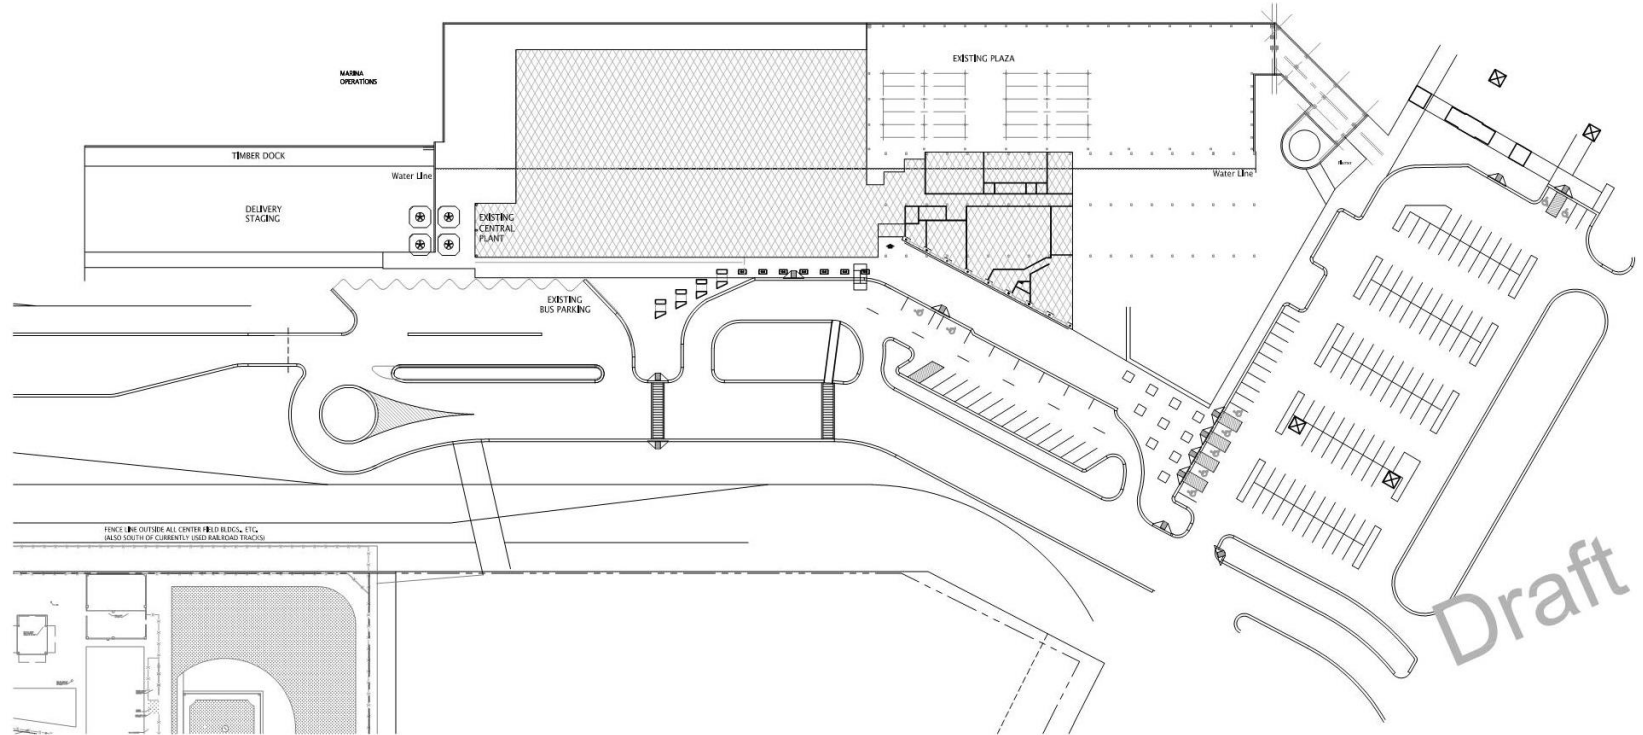 EXISTING PLAZA
MARINA
OPERATIONS
TIMBER DOCK
Water Line
Water Line
DELIVERY
STAGING
EXISTING
CENTRAL
PLANT
EXISTING
BUS PARKING
FENCE LINE OUTSIDE ALL CENTER FIELD BLDGS., ETC.
(ALSO SOUTH OF CURRENTLY USED RAILROAD TRACKS)
Draft